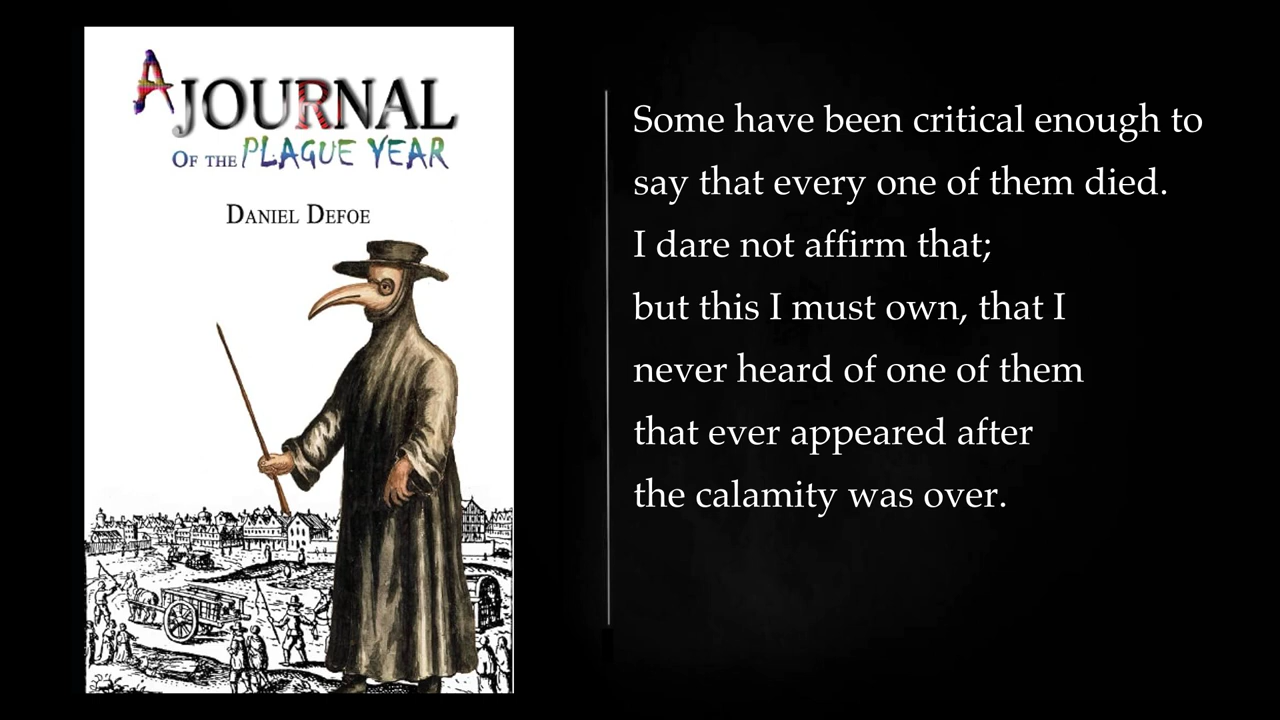 A JOURNAL
OF THE PLAGUE YEAR
DANIEL DEFOE
Some have been critical enough to
say that every one of them died.
I dare not affirm that;
but this I must own, that I
never heard of one of them
that ever appeared after
the calamity was over.